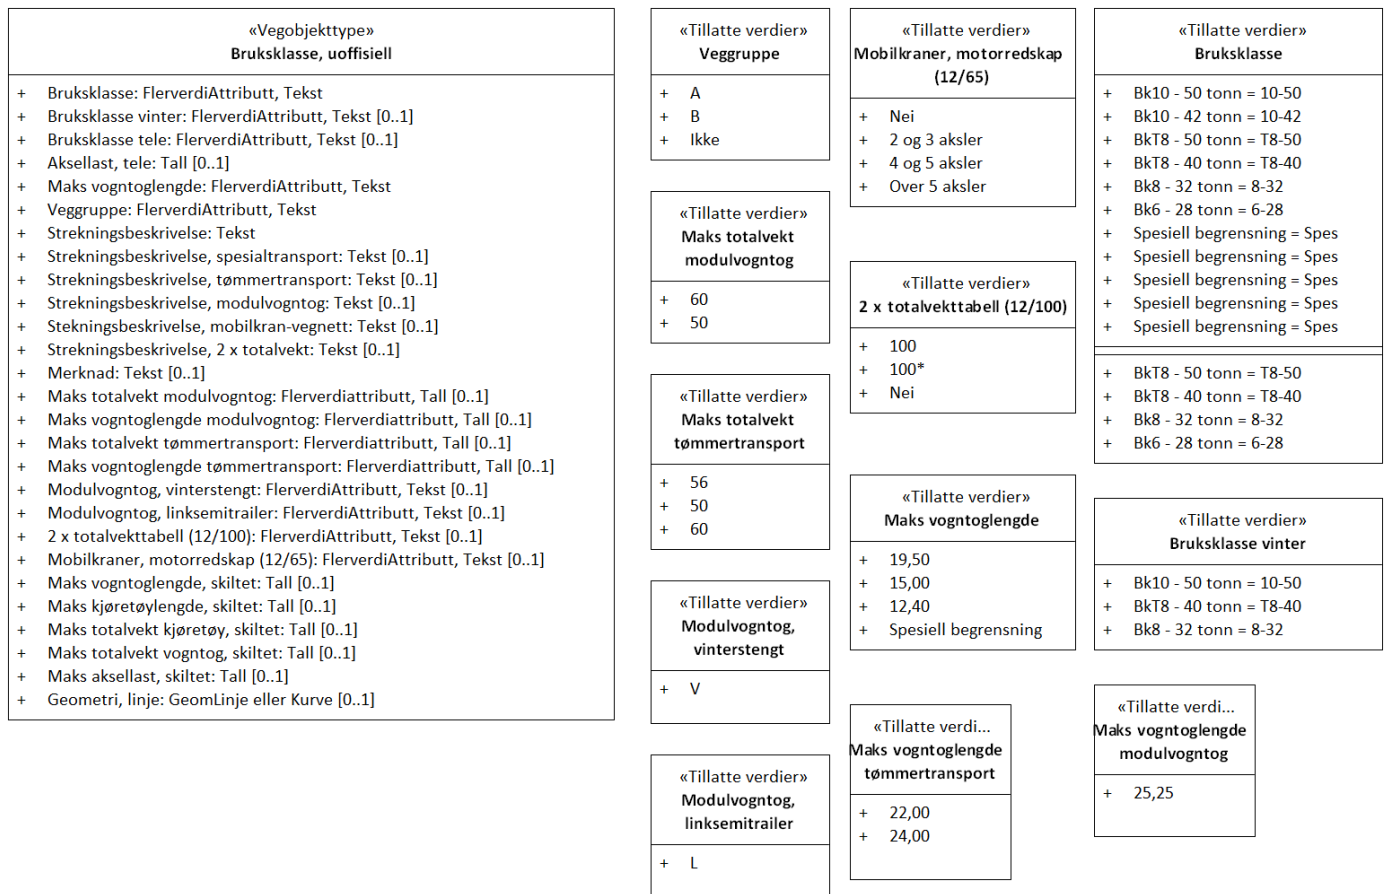 «Vegobjekttype»
Bruksklasse, uoffisiell
+ Bruksklasse: FlerverdiAttributt, Tekst
+ Bruksklasse vinter: FlerverdiAttributt, Tekst [0..1]
+ Bruksklasse tele: FlerverdiAttributt, Tekst [0..1]
+ Aksellast, tele: Tall [0..1]
+ Maks vogntoglengde: FlerverdiAttributt, Tekst
+ Veggruppe: FlerverdiAttributt, Tekst
+ Strekningsbeskrivelse: Tekst
+ Strekningsbeskrivelse, spesialtransport: Tekst [0..1]
+ Strekningsbeskrivelse, tømmertransport: Tekst [0..1]
+ Strekningsbeskrivelse, modulvogntog: Tekst [0..1]
+ Stekningsbeskrivelse, mobilkran-vegnett: Tekst [0..1]
+ Strekningsbeskrivelse, 2 x totalvekt: Tekst [0..1]
+ Merknad: Tekst [0..1]
+ Maks totalvekt modulvogntog: Flerverdiattributt, Tall [0..1]
+ Maks vogntoglengde modulvogntog: Flerverdiattributt, Tall [0..1]
+ Maks totalvekt tømmertransport: Flerverdiattributt, Tall [0..1]
+ Maks vogntoglengde tømmertransport: Flerverdiattributt, Tall [0..1]
+ Modulvogntog, vinterstengt: FlerverdiAttributt, Tekst [0..1]
+ Modulvogntog, linksemitrailer: FlerverdiAttributt, Tekst [0..1]
+ 2 x totalvekttabell (12/100): FlerverdiAttributt, Tekst [0..1]
+ Mobilkraner, motorredskap (12/65): FlerverdiAttributt, Tekst [0..1]
+ Maks vogntoglengde, skiltet: Tall [0..1]
+ Maks kjøretøylengde, skiltet: Tall [0..1]
+ Maks totalvekt kjøretøy, skiltet: Tall [0..1]
+ Maks totalvekt vogntog, skiltet: Tall [0..1]
+ Maks aksellast, skiltet: Tall [0..1]
+ Geometri, linje: GeomLinje eller Kurve [0..1]
«Tillatte verdier»
Veggruppe
+ A
+ B
+ Ikke
«Tillatte verdier»
Maks totalvekt
modulvogntog
+ 60
+ 50
«Tillatte verdier»
Maks totalvekt
tømmertransport
+ 56
+ 50
+ 60
«Tillatte verdier»
Modulvogntog,
vinterstengt
+ V
«Tillatte verdier»
Modulvogntog,
linksemitrailer
+ L
«Tillatte verdier»
Mobilkraner, motorredskap
(12/65)
+ Nei
+ 2 og 3 aksler
+ 4 og 5 aksler
+ Over 5 aksler
«Tillatte verdier»
2 x totalvekttabell (12/100)
+ 100
+ 100*
+ Nei
«Tillatte verdier»
Maks vogntoglengde
+ 19,50
+ 15,00
+ 12,40
+ Spesiell begrensning
«Tillatte verdi...
Maks vogntoglengde
tømmertransport
+ 22,00
+ 24,00
«Tillatte verdier»
Bruksklasse
+ Bk10 - 50 tonn = 10-50
+ Bk10 - 42 tonn = 10-42
+ BkT8 - 50 tonn = T8-50
+ BkT8 - 40 tonn = T8-40
+ Bk8 - 32 tonn = 8-32
+ Bk6 - 28 tonn = 6-28
+ Spesiell begrensning = Spes
+ Spesiell begrensning = Spes
+ Spesiell begrensning = Spes
+ Spesiell begrensning = Spes
+ Spesiell begrensning = Spes
+ BkT8 - 50 tonn = T8-50
+ BkT8 - 40 tonn = T8-40
+ Bk8 - 32 tonn = 8-32
+ Bk6 - 28 tonn = 6-28
«Tillatte verdier»
Bruksklasse vinter
+ Bk10 - 50 tonn = 10-50
+ BkT8 - 40 tonn = T8-40
+ Bk8 - 32 tonn = 8-32
«Tillatte verdi...
Maks vogntoglengde
modulvogntog
+ 25,25